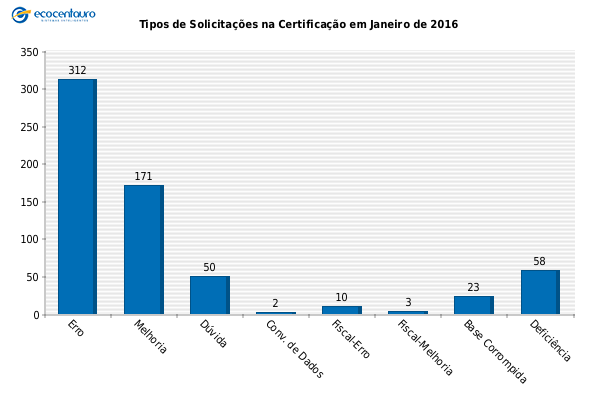 ecocentauro
Tipos de Solicitações na Certificação em Janeiro de 2016
350
300
250
200
150
100
50
0
312
171
50
2
10
3
23
58
Erro
Melhoria
Dúvida
Conv. de Dados
Fiscal-Erro
Fiscal-Melhoria
Base Corrompida
Deficiência